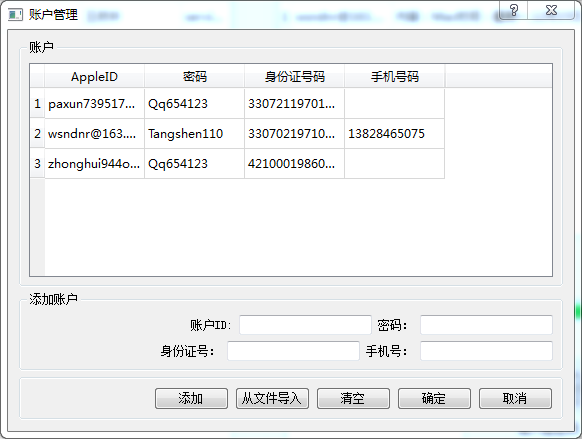 账户管理
账户
AppleID 密码 身份证号码 手机号码
1 paxun739517... Qq654123 33072119701...
2 wsndnr@163.... Tangshen110 33070219710... 13828465075
3 zhonghui944o... Qq654123 42100019860...
添加账户
账户ID: 密码:
身份证号: 手机号:
添加 从文件导入 清空 确定 取消